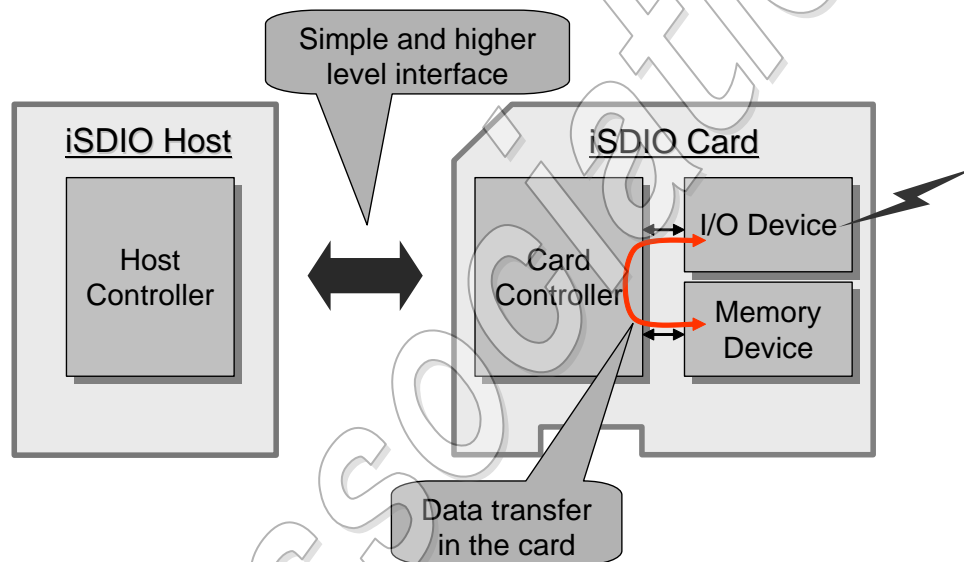 Simple and higher
level interface
iSDIO Host
iSDIO Card
Host
Controller
Card
Controller
I/O Device
Memory
Device
Data transfer
in the card